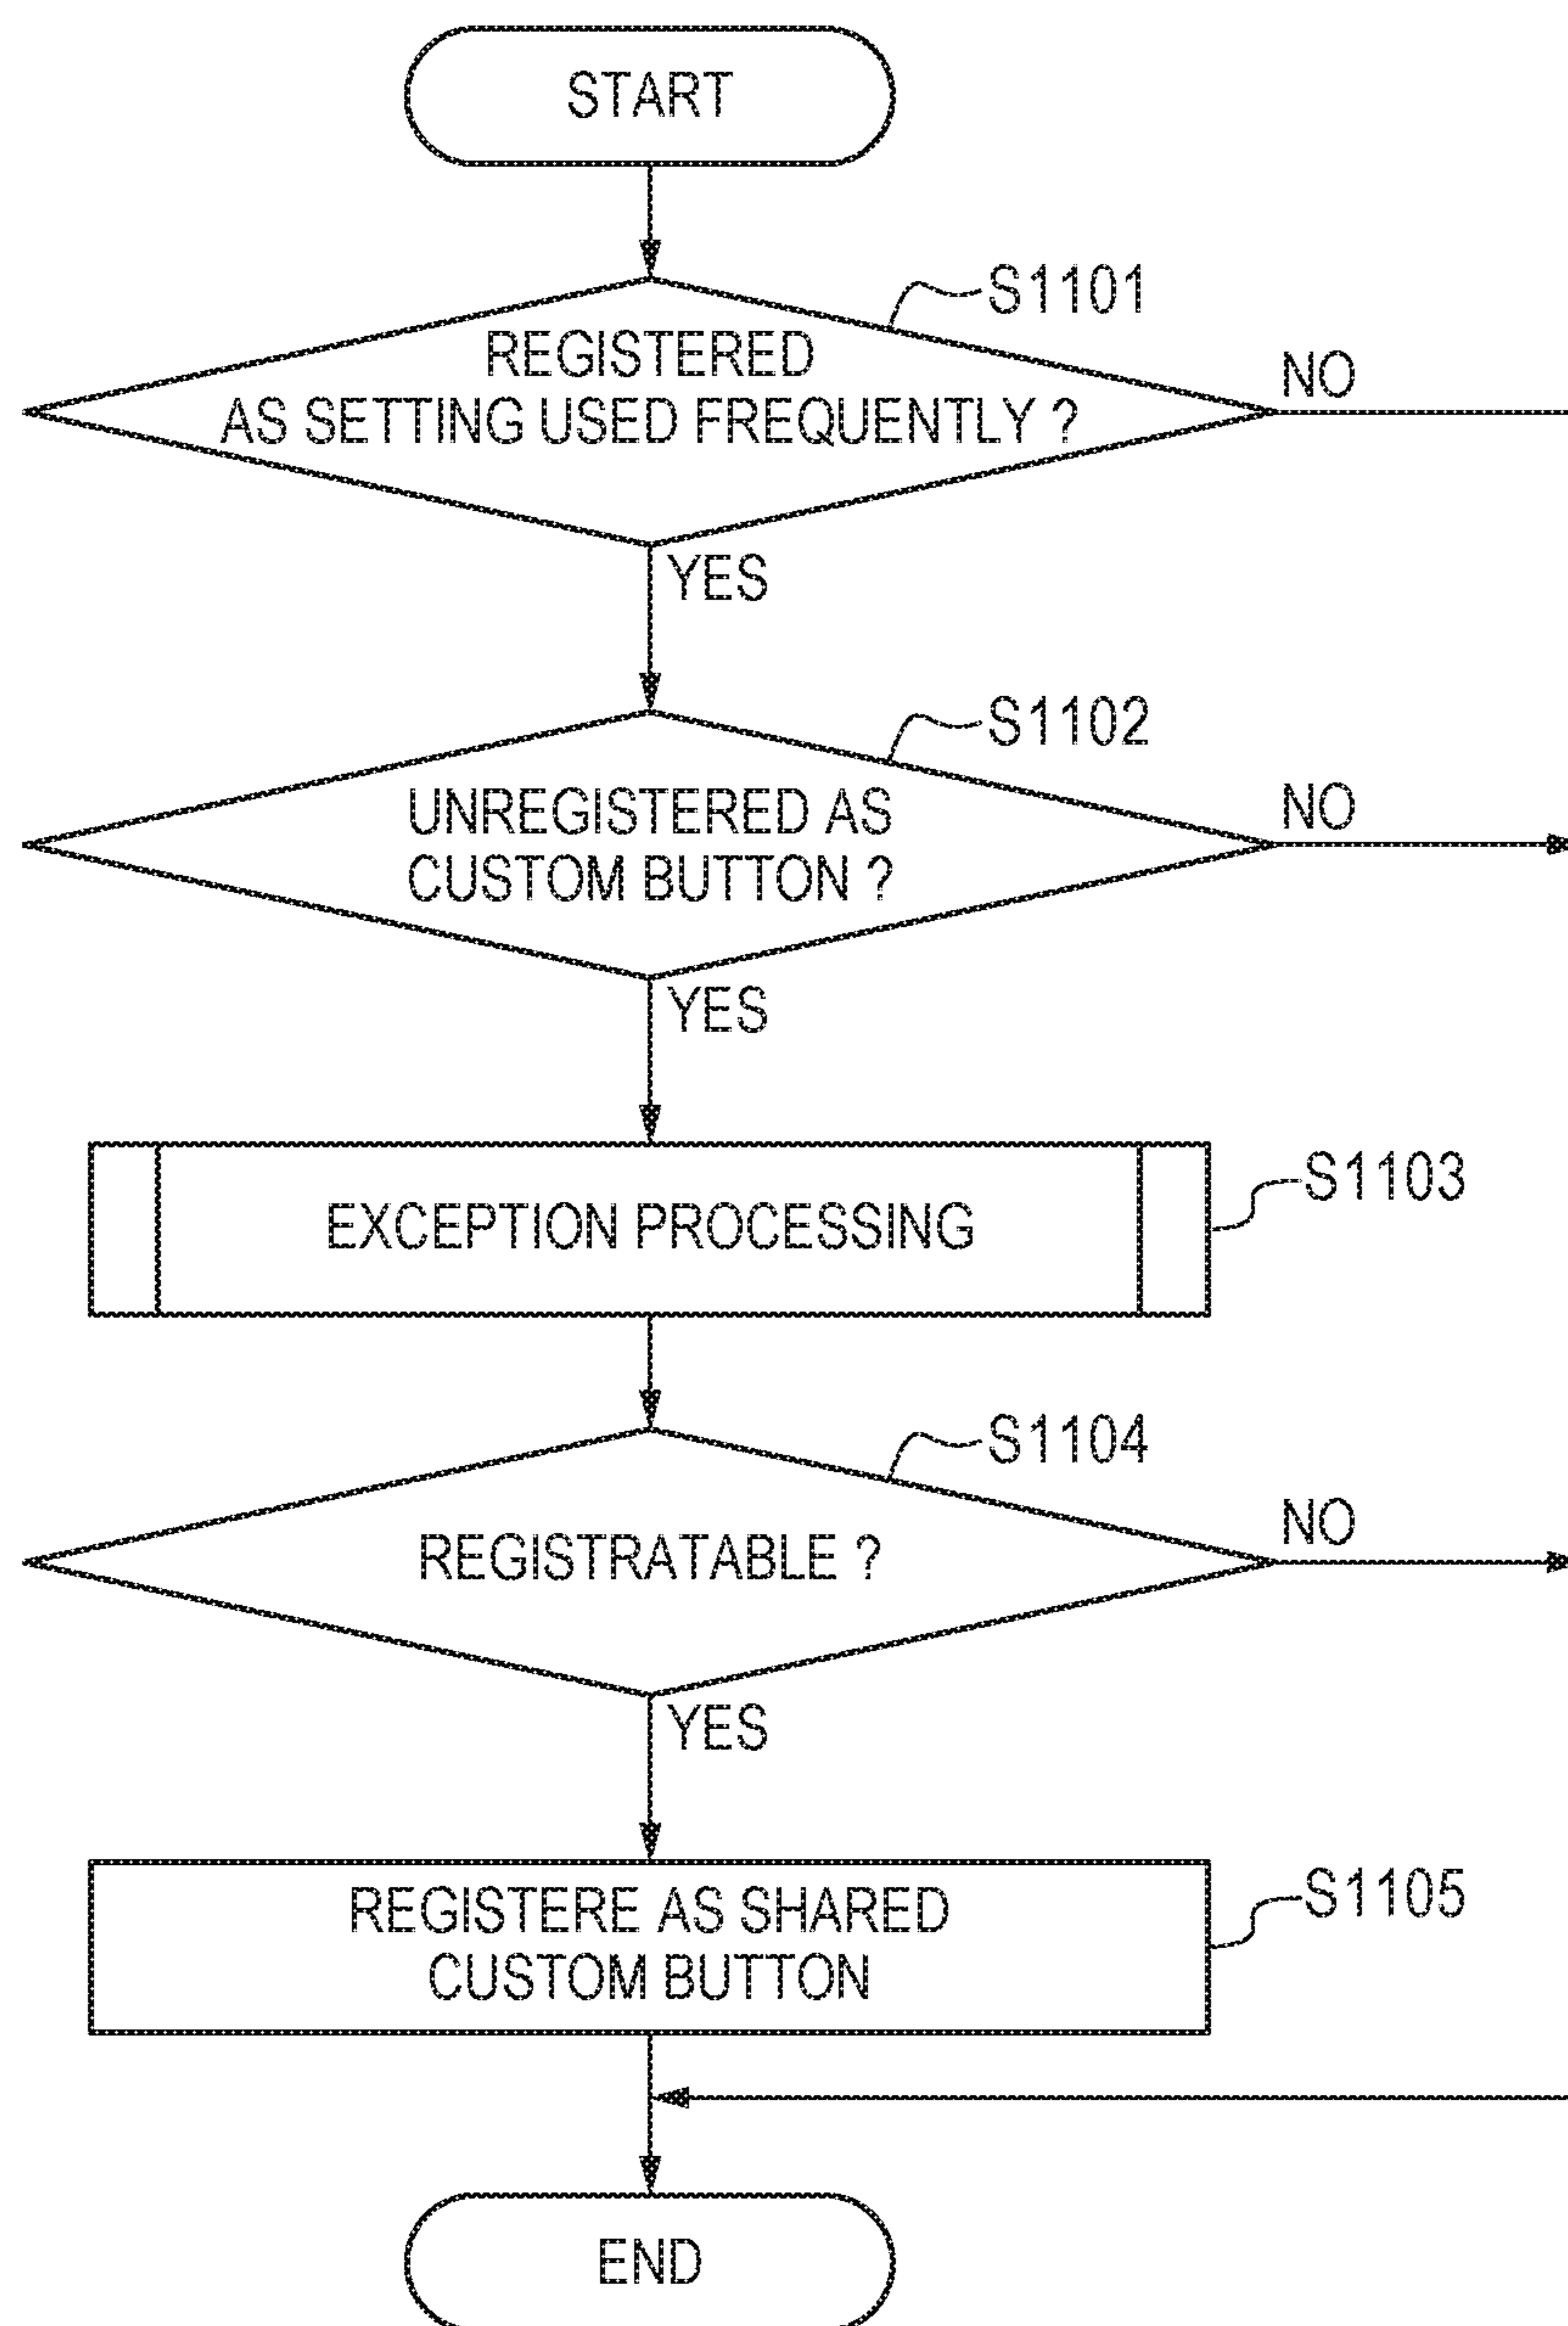 START
S1101
REGISTERED
AS SETTING USED FREQUENTLY ?
NO
YES
S1102
UNREGISTERED AS
CUSTOM BUTTON ?
NO
YES
EXCEPTION PROCESSING
S1103
S1104
REGISTRATABLE ?
NO
YES
REGISTERE AS SHARED
CUSTOM BUTTON
S1105
END